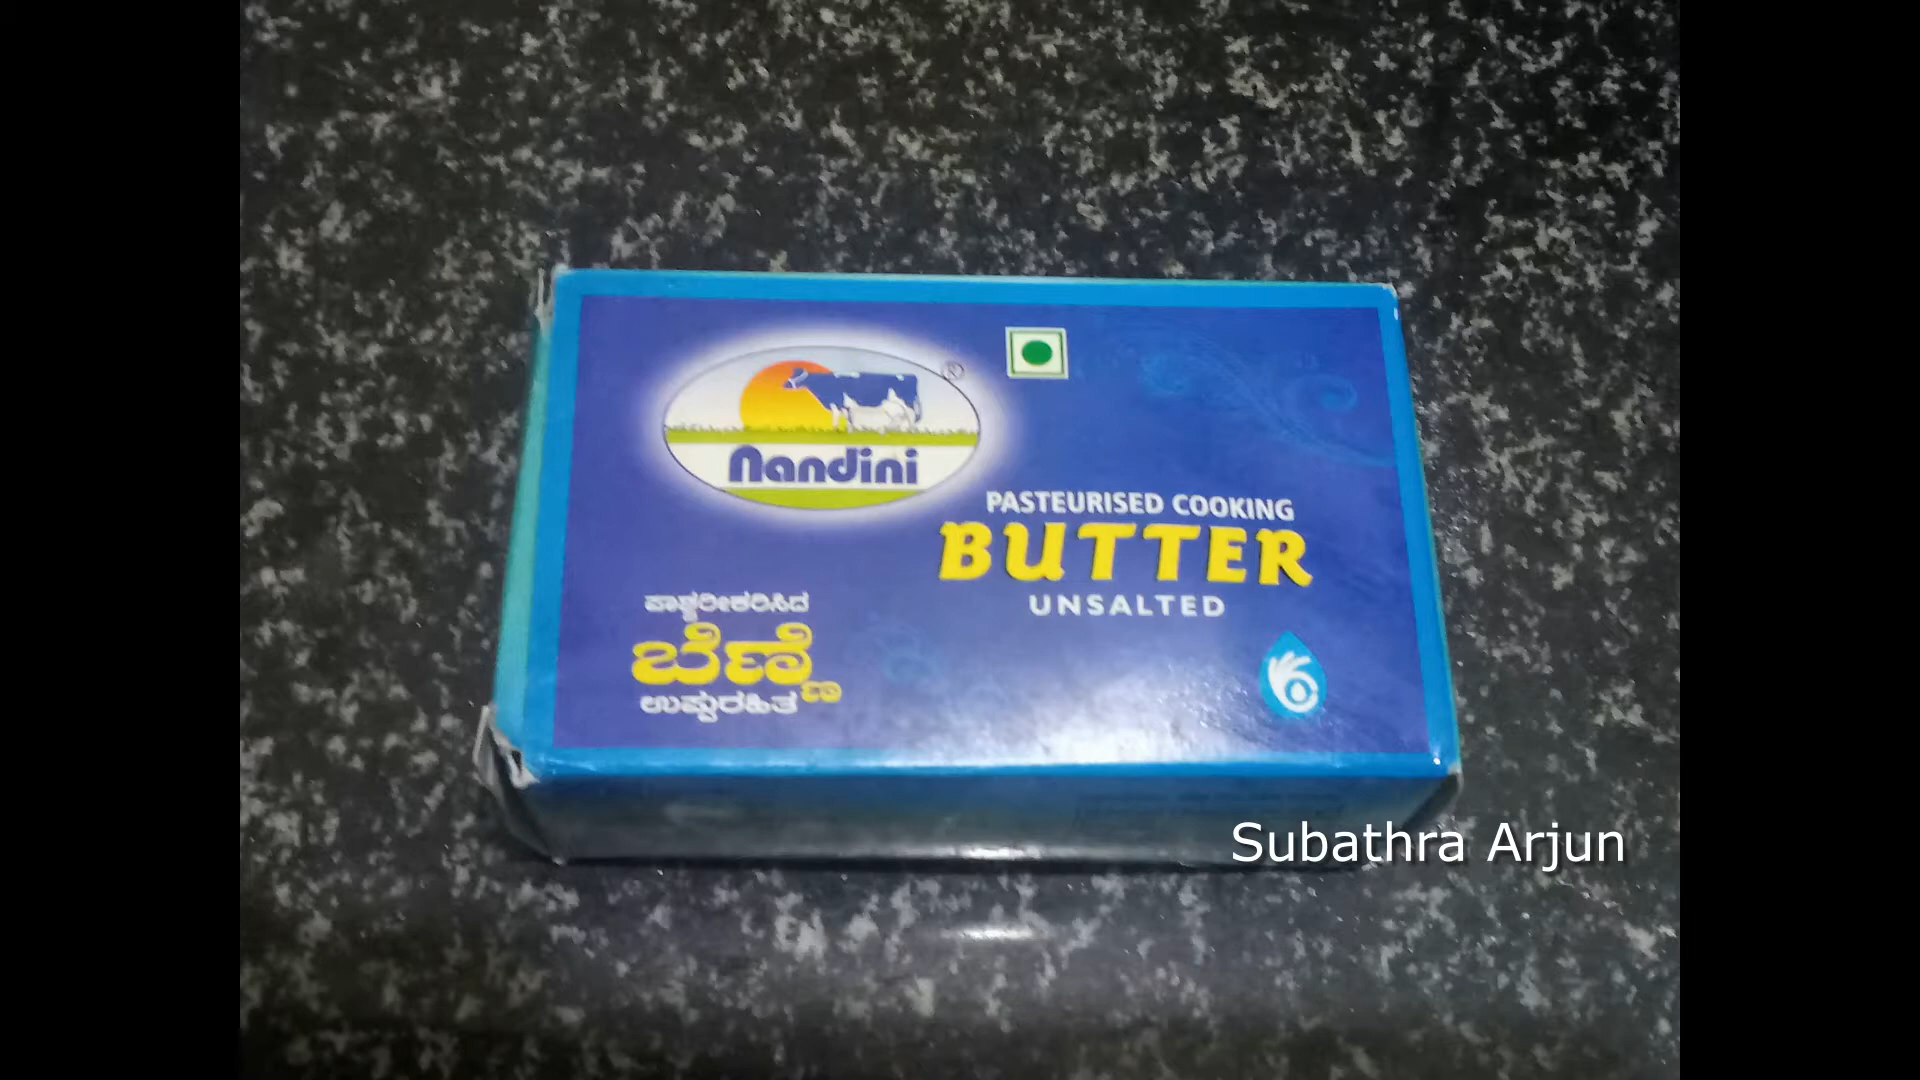 Nandini
®
PASTEURISED COOKING
BUTTER
UNSALTED
ಪಾಶ್ಚರೀಕರಿಸಿದ
ಬೆಣ್ಣೆ
ಉಪ್ಪುರಹಿತ
Subathra Arjun